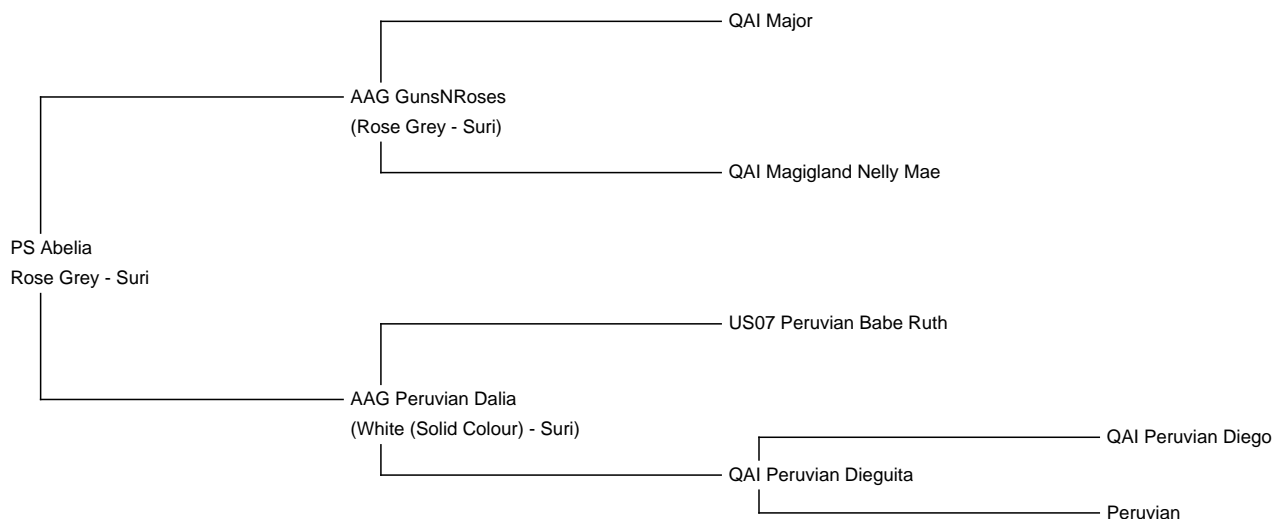 QAI Major
AAG GunsNRoses
(Rose Grey - Suri)
QAI Magigland Nelly Mae
PS Abelia
Rose Grey - Suri
US07 Peruvian Babe Ruth
AAG Peruvian Dalia
(White (Solid Colour) - Suri)
QAI Peruvian Diego
QAI Peruvian Dieguita
Peruvian